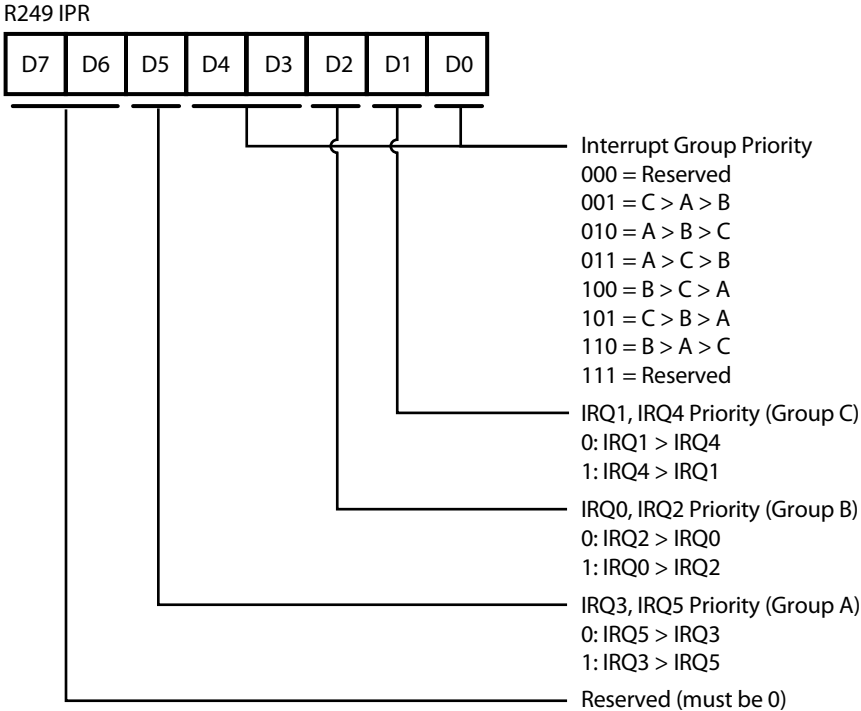 R249 IPR
D7 D6 D5 D4 D3 D2 D1 D0
Interrupt Group Priority
000 = Reserved
001 = C > A > B
010 = A > B > C
011 = A > C > B
100 = B > C > A
101 = C > B > A
110 = B > A > C
111 = Reserved
IRQ1, IRQ4 Priority (Group C)
0: IRQ1 > IRQ4
1: IRQ4 > IRQ1
IRQ0, IRQ2 Priority (Group B)
0: IRQ2 > IRQ0
1: IRQ0 > IRQ2
IRQ3, IRQ5 Priority (Group A)
0: IRQ5 > IRQ3
1: IRQ3 > IRQ5
Reserved (must be 0)